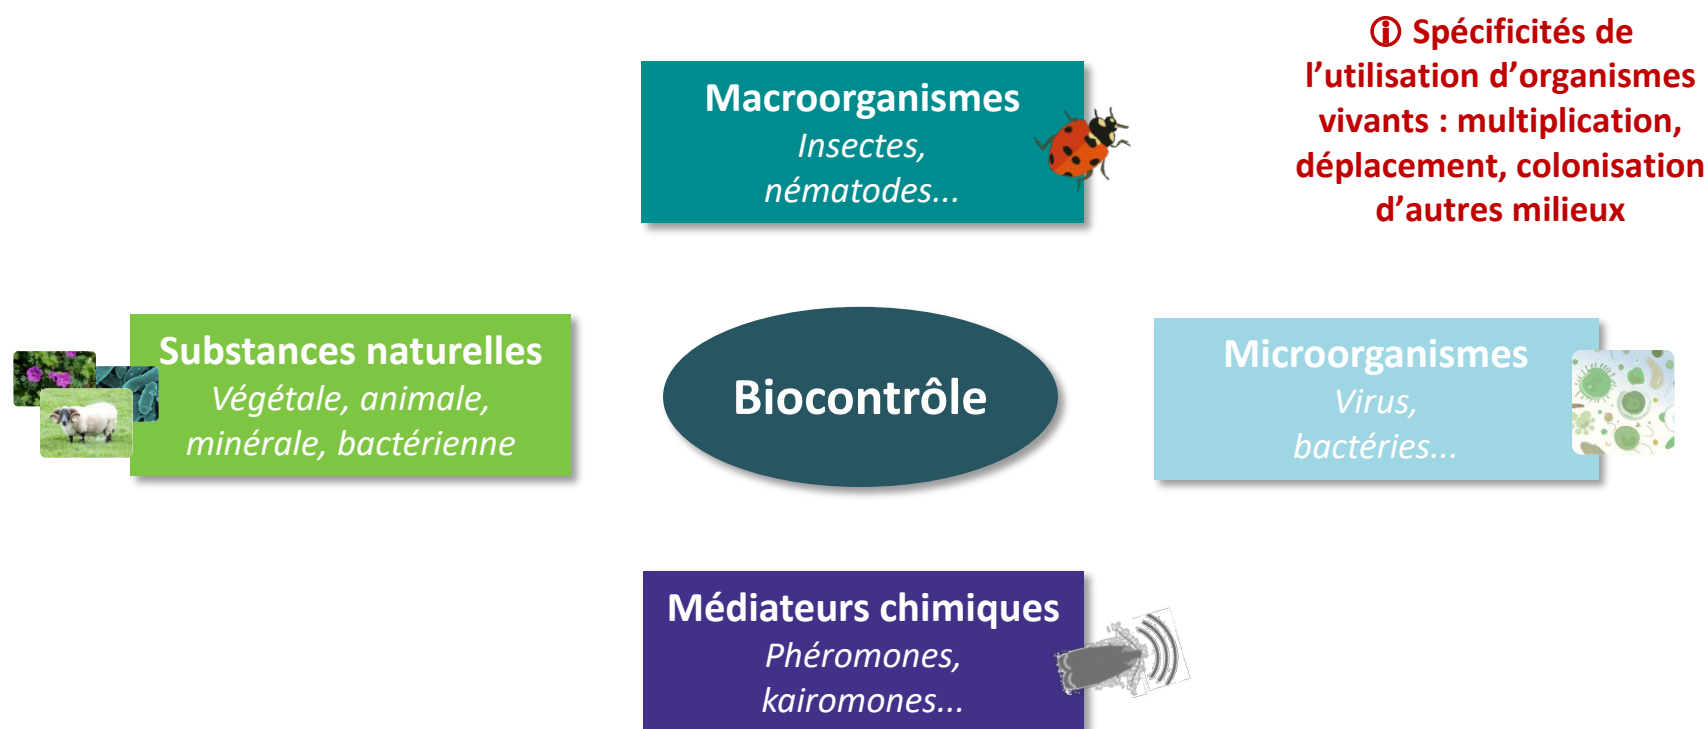 🛈 Spécificités de
l’utilisation d’organismes
vivants : multiplication,
déplacement, colonisation
d’autres milieux
Macroorganismes
Insectes,
nématodes...
Substances naturelles
Végétale, animale,
minérale, bactérienne
Biocontrôle
Microorganismes
Virus,
bactéries...
Médiateurs chimiques
Phéromones,
kairomones...